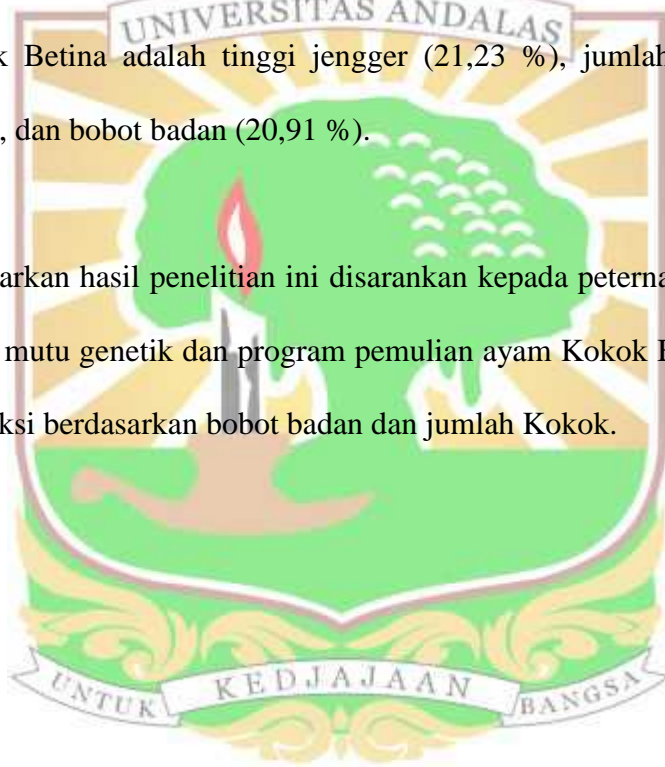 UNIVERSITAS ANDALAS
k Betina adalah tinggi jengger (21,23 %), jumlah
, dan bobot badan (20,91 %).
arkan hasil penelitian ini disarankan kepada peterna
mutu genetik dan program pemulian ayam Kokok
ksi berdasarkan bobot badan dan jumlah Kokok.
UNTUK KEDJAJAAN BANGSA